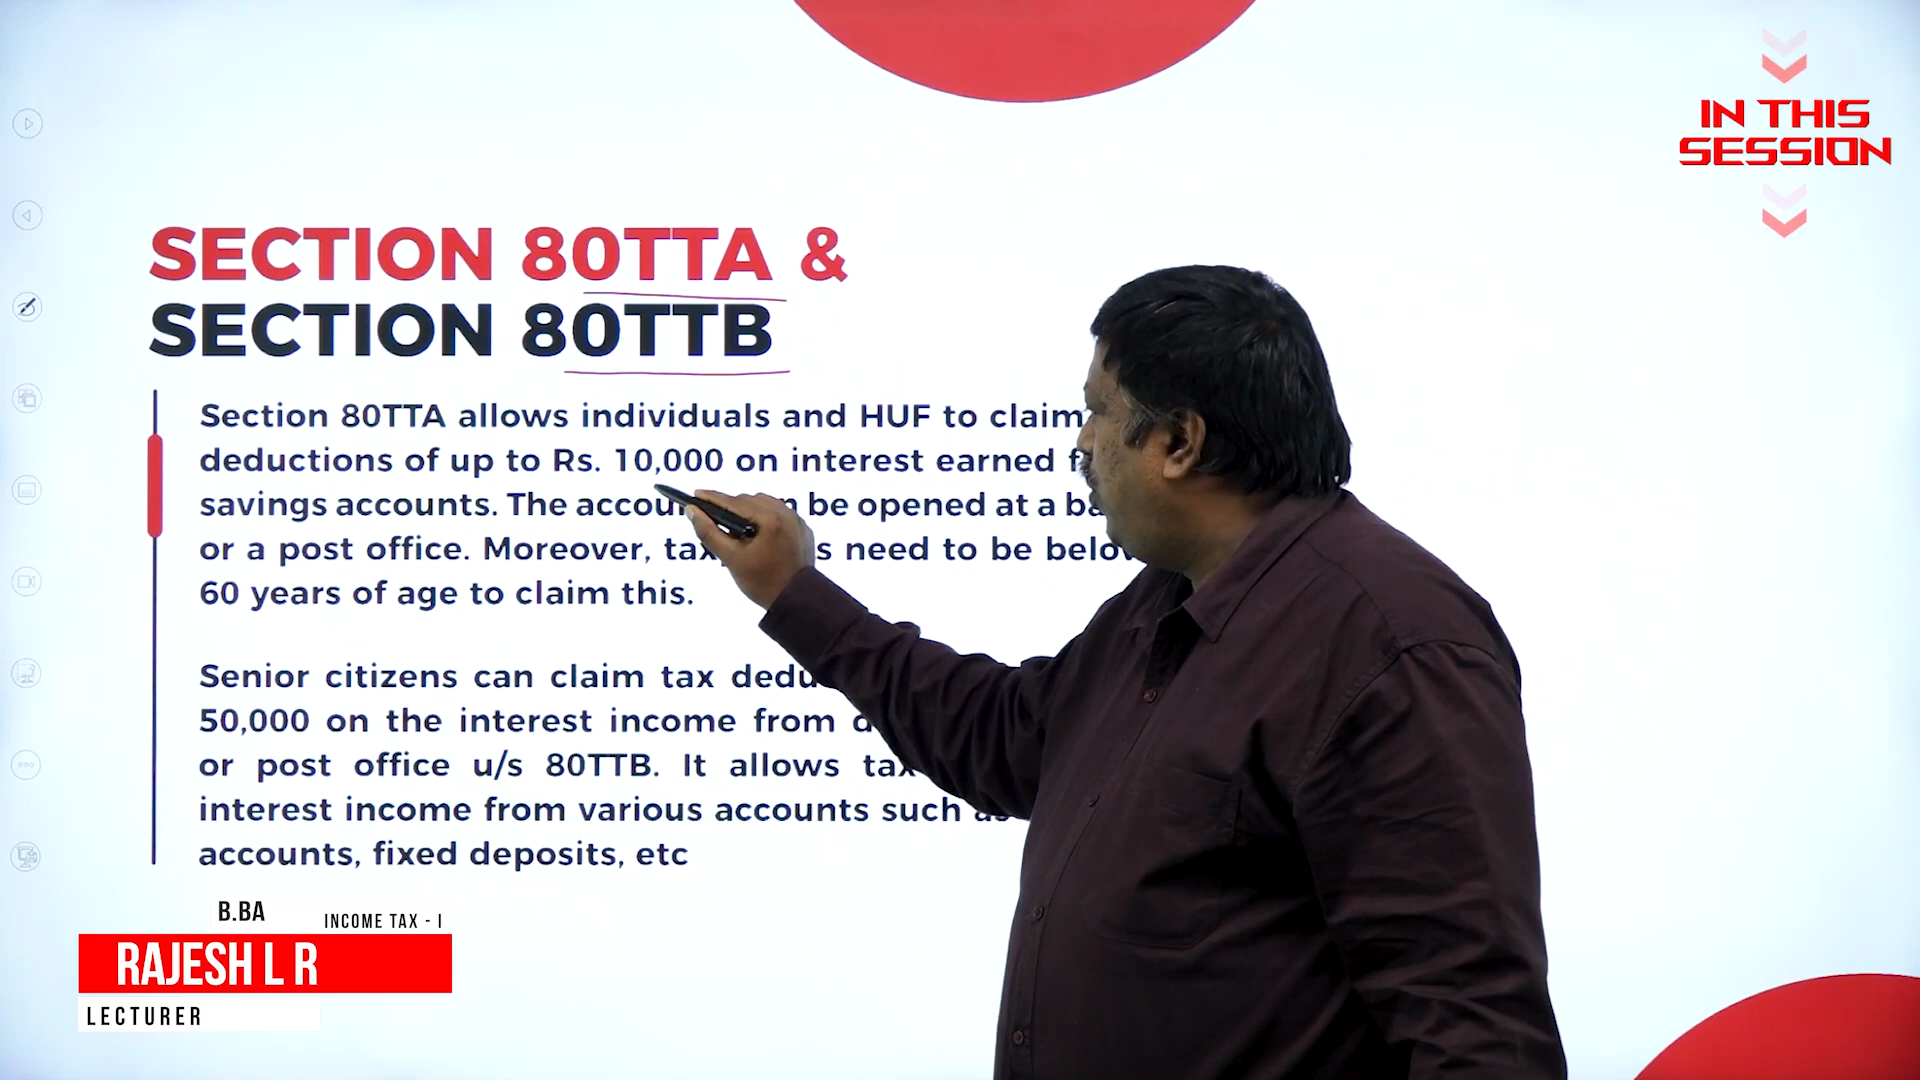 IN THIS
SESSION
SECTION 80TTA &
SECTION 80TTB
Section 80TTA allows individuals and HUF to claim
deductions of up to Rs. 10,000 on interest earned
savings accounts. The be opened at a
or a post office. Moreover, need to be
60 years of age to claim this.
Senior citizens can claim tax
50,000 on the interest income from
or post office u/s 80TTB. It allows tax
interest income from various accounts such as
accounts, fixed deposits, etc
B.BA
INCOME TAX - I
RAJESH L R
LECTURER